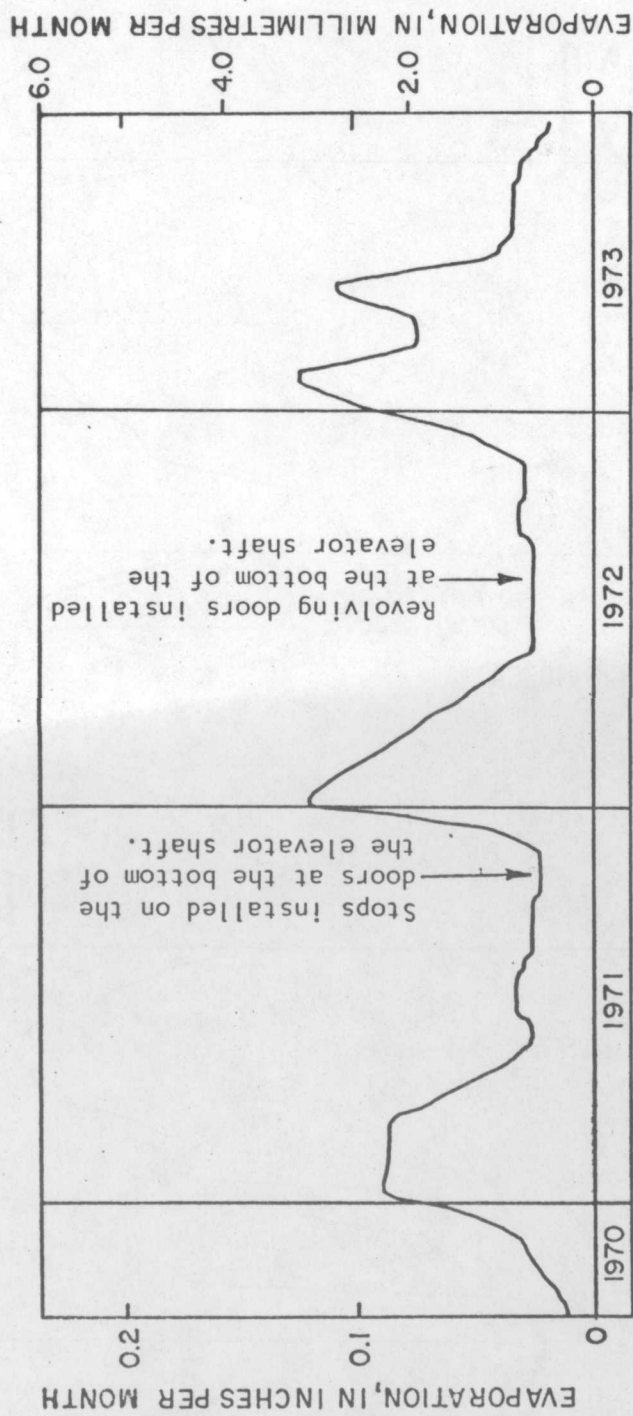 EVAPORATION, IN INCHES PER MONTH
0.2
0.1
0
EVAPORATION, IN MILLIMETRES PER MONTH
6.0
4.0
2.0
0
1970
1971
1972
1973
Stops installed on the
doors at the bottom of
the elevator shaft.
Revolving doors installed
at the bottom of the
elevator shaft.